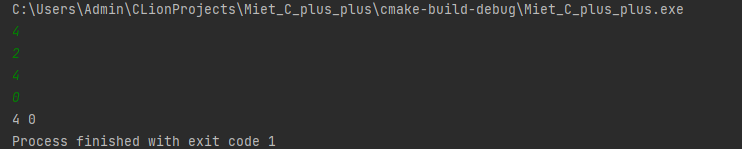 C:\Users\Admin\CLionProjects\Miet_C_plus_plus\cmake-build-debug\Miet_C_plus_plus.exe
4
2
4
0
4 0
Process finished with exit code 1